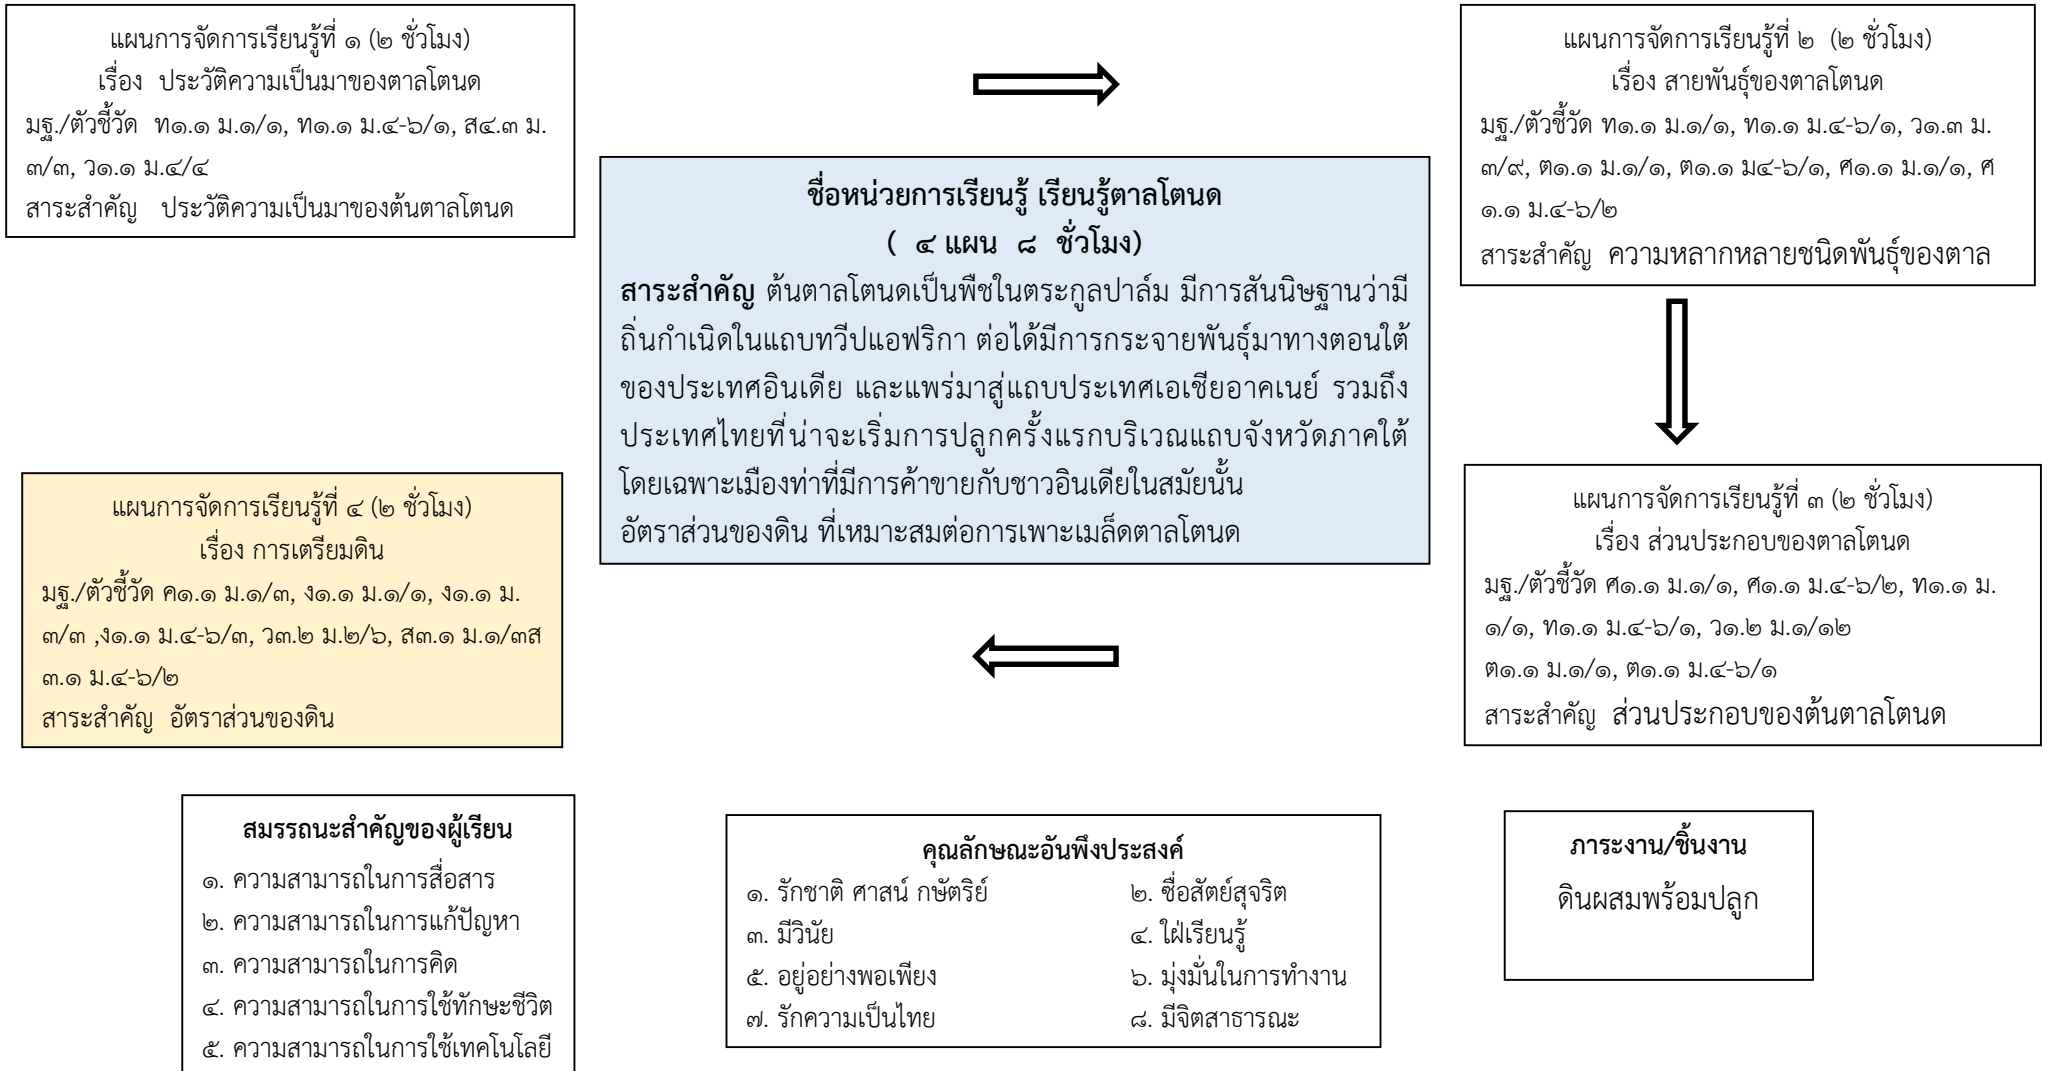 แผนการจัดการเรียนรู้ที่ ๑ (๒ ชั่วโมง)
เรื่อง  ประวัติความเป็นมาของตาลโตนด
มฐ./ตัวชี้วัด  ท๑.๑ ม.๑/๑, ท๑.๑ ม.๔-๖/๑, ส๔.๓ ม.
๓/๓, ว๑.๑ ม.๔/๔
สาระสำคัญ   ประวัติความเป็นมาของต้นตาลโตนด
แผนการจัดการเรียนรู้ที่ ๒  (๒ ชั่วโมง)
เรื่อง สายพันธุ์ของตาลโตนด
มฐ./ตัวชี้วัด ท๑.๑ ม.๑/๑, ท๑.๑ ม.๔-๖/๑, ว๑.๓ ม.
๓/๙, ต๑.๑ ม.๑/๑, ต๑.๑ ม๔-๖/๑, ศ๑.๑ ม.๑/๑, ศ
๑.๑ ม.๔-๖/๒
สาระสำคัญ  ความหลากหลายชนิดพันธุ์ของตาล
ชื่อหน่วยการเรียนรู้ เรียนรู้ตาลโตนด
(  ๔ แผน  ๘  ชั่วโมง)
สาระสำคัญ ต้นตาลโตนดเป็นพืชในตระกูลปาล์ม มีการสันนิษฐานว่ามี
ถิ่นกำเนิดในแถบทวีปแอฟริกา ต่อได้มีการกระจายพันธุ์มาทางตอนใต้
ของประเทศอินเดีย และแพร่มาสู่แถบประเทศเอเชียอาคเนย์ รวมถึง
ประเทศไทยที่น่าจะเริ่มการปลูกครั้งแรกบริเวณแถบจังหวัดภาคใต้
โดยเฉพาะเมืองท่าที่มีการค้าขายกับชาวอินเดียในสมัยนั้น
อัตราส่วนของดิน ที่เหมาะสมต่อการเพาะเมล็ดตาลโตนด
แผนการจัดการเรียนรู้ที่ ๔ (๒ ชั่วโมง)
เรื่อง การเตรียมดิน
มฐ./ตัวชี้วัด ค๑.๑ ม.๑/๓, ง๑.๑ ม.๑/๑, ง๑.๑ ม.
๓/๓ ,ง๑.๑ ม.๔-๖/๓, ว๓.๒ ม.๒/๖, ส๓.๑ ม.๑/๓ส
๓.๑ ม.๔-๖/๒
สาระสำคัญ  อัตราส่วนของดิน
แผนการจัดการเรียนรู้ที่ ๓ (๒ ชั่วโมง)
เรื่อง ส่วนประกอบของตาลโตนด
มฐ./ตัวชี้วัด ศ๑.๑ ม.๑/๑, ศ๑.๑ ม.๔-๖/๒, ท๑.๑ ม.
๑/๑, ท๑.๑ ม.๔-๖/๑, ว๑.๒ ม.๑/๑๒
ต๑.๑ ม.๑/๑, ต๑.๑ ม.๔-๖/๑
สาระสำคัญ  ส่วนประกอบของต้นตาลโตนด
สมรรถนะสำคัญของผู้เรียน
๑. ความสามารถในการสื่อสาร
๒. ความสามารถในการแก้ปัญหา
๓. ความสามารถในการคิด
๔. ความสามารถในการใช้ทักษะชีวิต
๕. ความสามารถในการใช้เทคโนโลยี
คุณลักษณะอันพึงประสงค์
๑. รักชาติ ศาสน์ กษัตริย์ ๒. ซื่อสัตย์สุจริต
๓. มีวินัย ๔. ใฝ่เรียนรู้
๕. อยู่อย่างพอเพียง ๖. มุ่งมั่นในการทำงาน
๗. รักความเป็นไทย ๘. มีจิตสาธารณะ
ภาระงาน/ชิ้นงาน
ดินผสมพร้อมปลูก